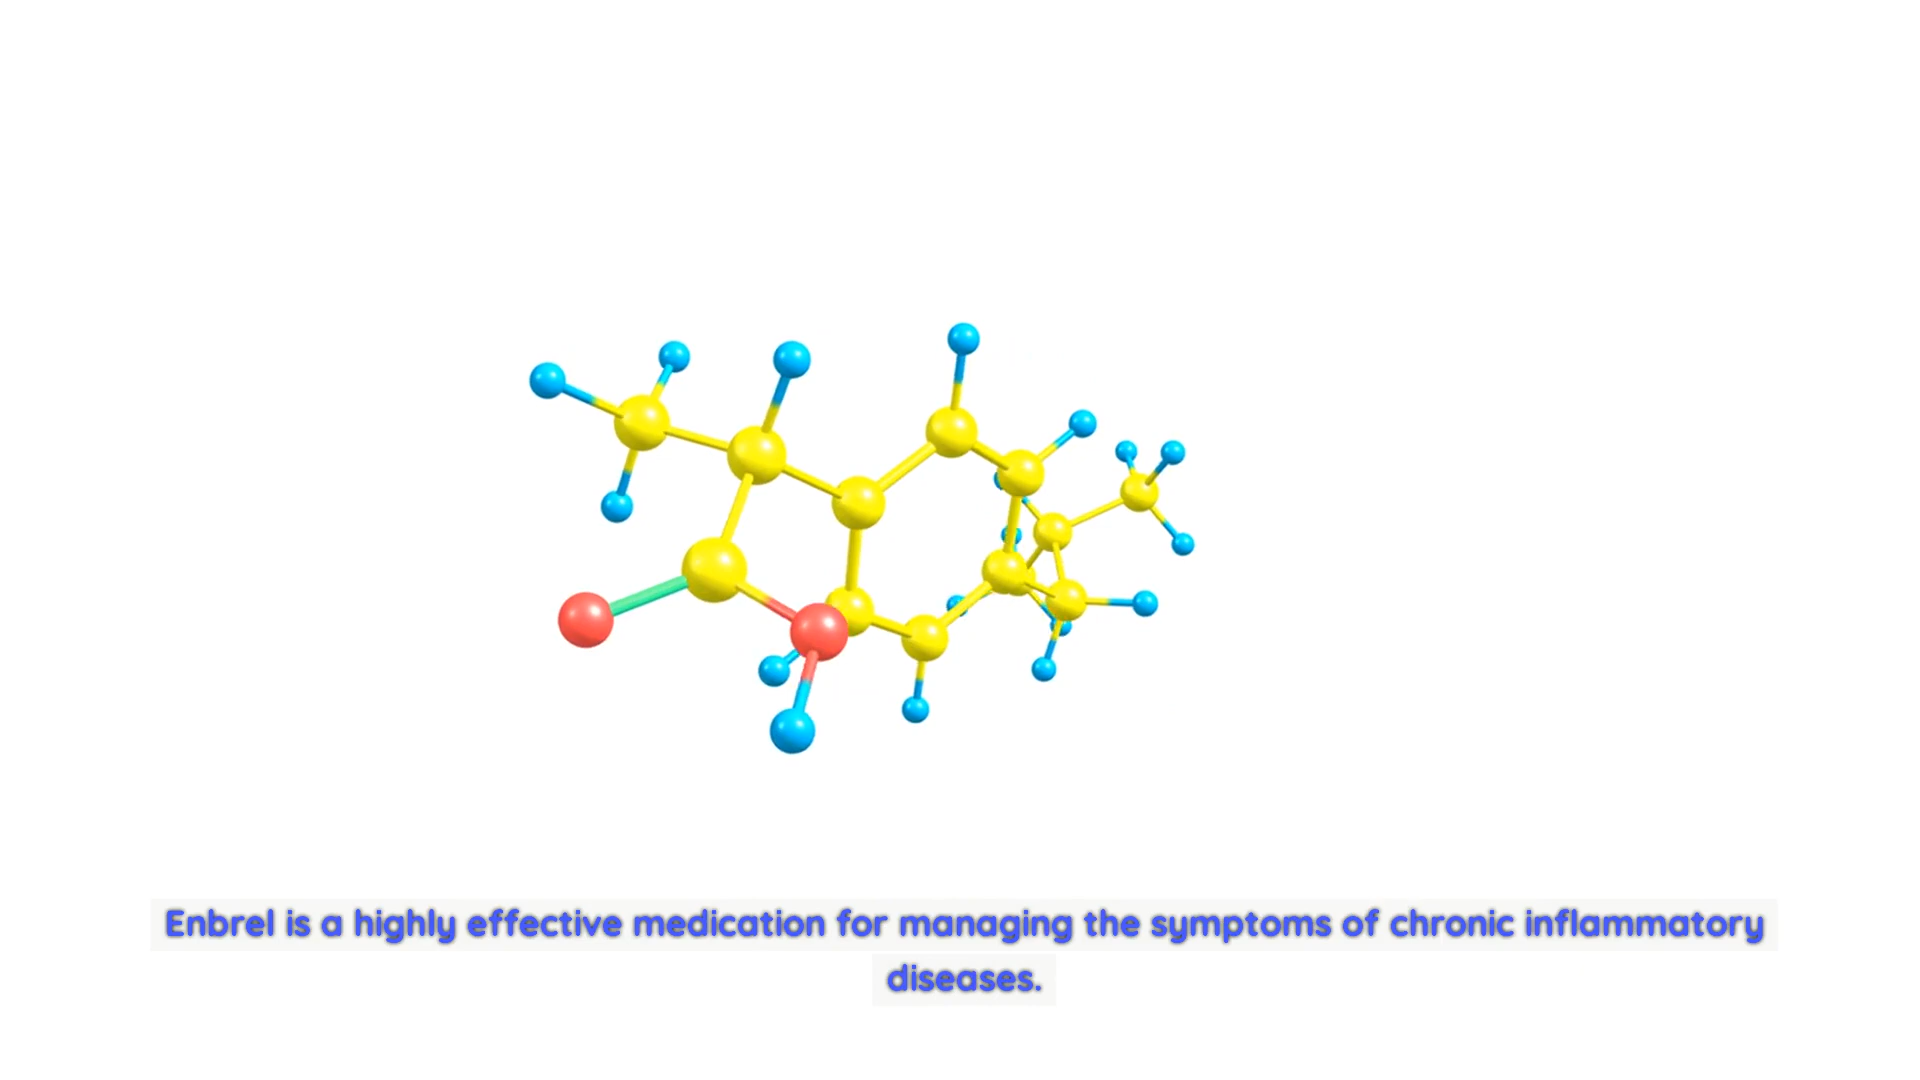 Enbrel is a highly effective medication for managing the symptoms of chronic inflammatory
diseases.